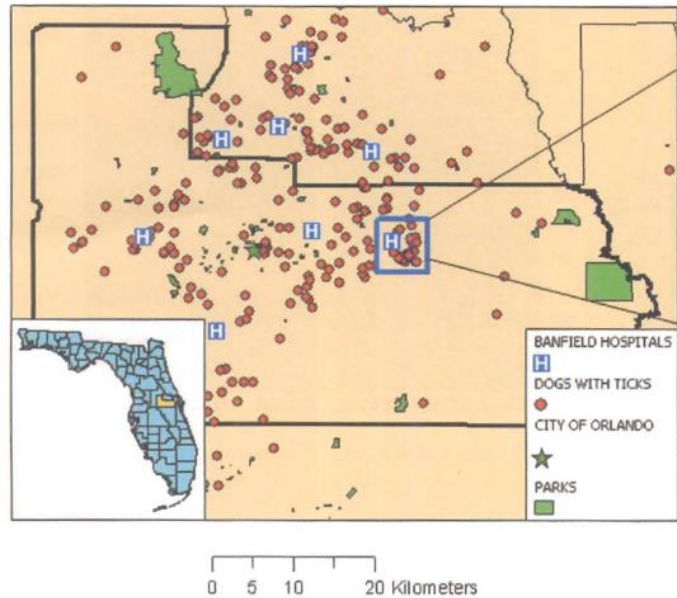 H
H
H
H
H
H
H
H
BANFIELD HOSPITALS
H
DOGS WITH TICKS
CITY OF ORLANDO
PARKS
0 5 10 20 Kilometers